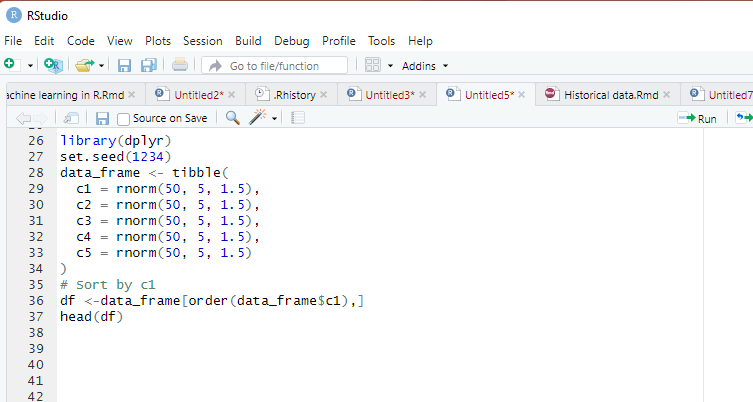 R RStudio
File Edit Code View Plots Session Build Debug Profile Tools Help
R Go to file/function Addins
achine learning in R.Rmd × Untitled2* × .Rhistory × Untitled3* × Untitled5* × Historical data.Rmd × Untitled7
Source on Save Run
26 library(dplyr)
27 set.seed(1234)
28 data_frame <- tibble(
29 c1 = rnorm(50, 5, 1.5),
30 c2 = rnorm(50, 5, 1.5),
31 c3 = rnorm(50, 5, 1.5),
32 c4 = rnorm(50, 5, 1.5),
33 c5 = rnorm(50, 5, 1.5)
34 )
35 # Sort by c1
36 df <-data_frame[order(data_frame$c1),]
37 head(df)
38
39
40
41
42